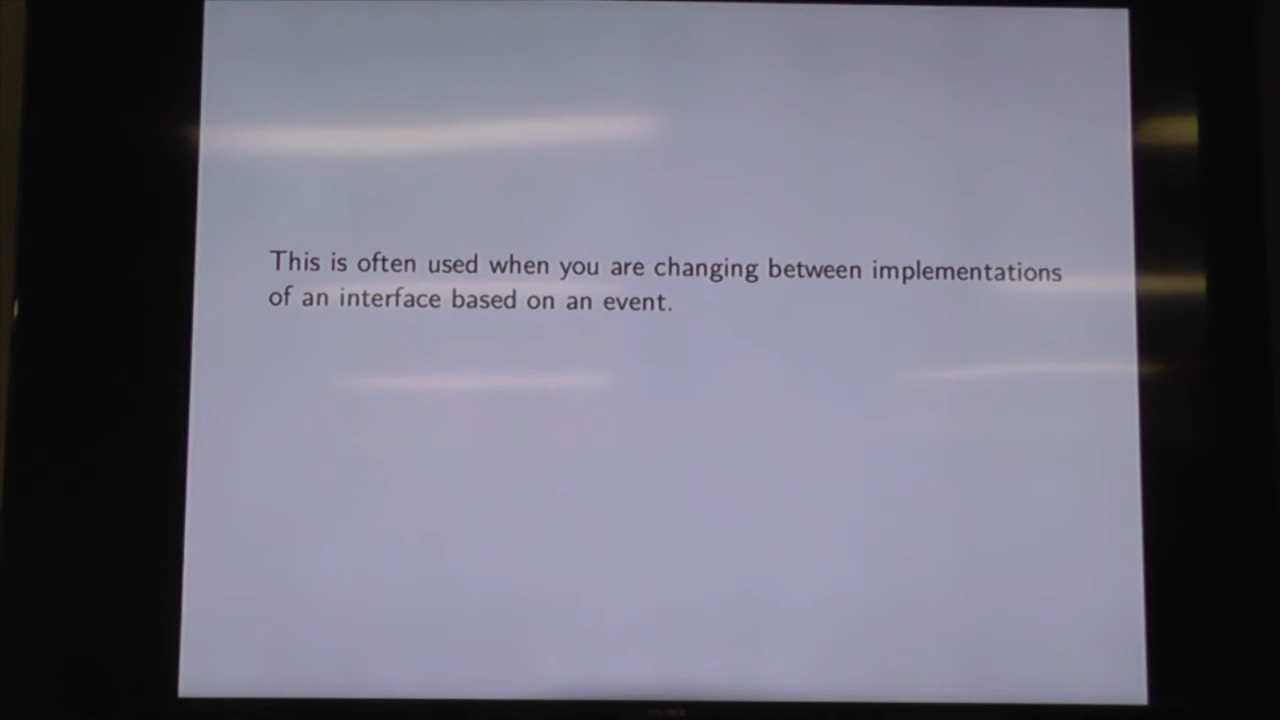 This is often used when you are changing between implementations
of an interface based on an event.